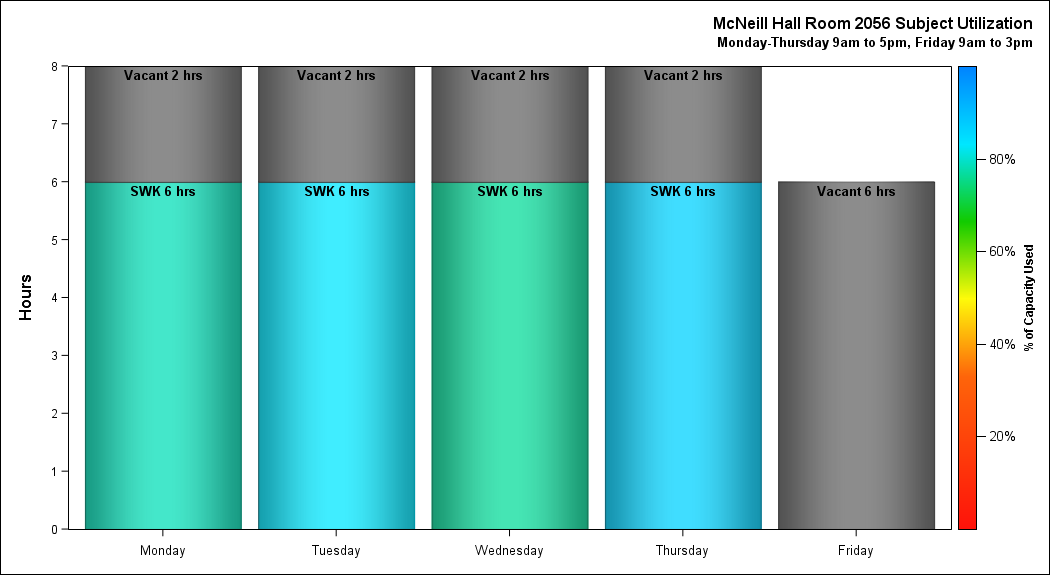 McNeill Hall Room 2056 Subject Utilization
Monday-Thursday 9am to 5pm, Friday 9am to 3pm
Hours
8
7
6
5
4
3
2
1
0
Vacant 2 hrs
Vacant 2 hrs
Vacant 2 hrs
Vacant 2 hrs
SWK 6 hrs
SWK 6 hrs
SWK 6 hrs
SWK 6 hrs
Vacant 6 hrs
Monday
Tuesday
Wednesday
Thursday
Friday
80%
60%
40%
20%
% of Capacity Used